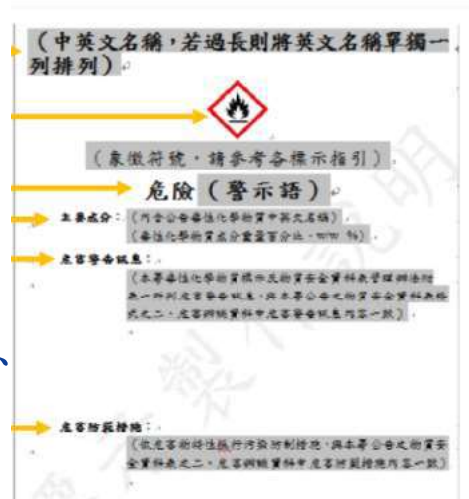 （中英文名稱，若過長則將英文名稱單獨一
列排列）
（象徵符號，請參考各標示指引）
危險（警示語）
主要成分：（內含公告毒性化學物質中英文名稱）
（毒性化學物質成分重量百分比，w/w %）
危害警告訊息：
（本署毒性化學物質標示及物質安全資料表管理辦法附
表一所列危害警告訊息，與本署公告之物質安全資料表格
式之二、危害辨識資料中危害警告訊息內容一致）
危害防範措施：
（依危害物特性採行污染防制措施，與本署公告之物質安
全資料表之二、危害辨識資料中危害防範措施內容一致）
製作說明